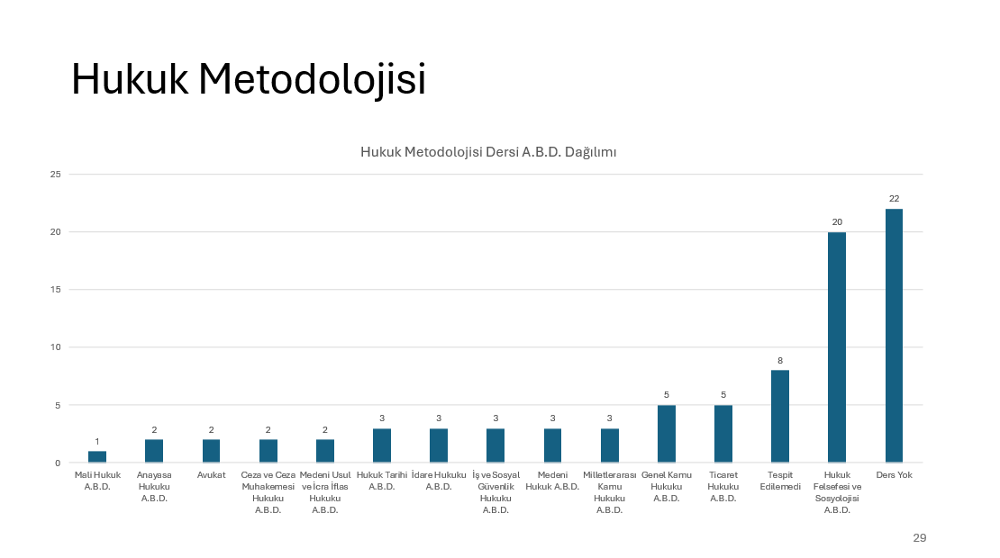 Hukuk Metodolojisi
Hukuk Metodolojisi Dersi A.B.D. Dağılımı
25
20
15
10
5
0
1
2
2
2
2
3
3
3
3
3
5
5
8
20
22
Mali Hukuk
A.B.D.
Anayasa
Hukuku
A.B.D.
Avukat
Ceza ve Ceza
Muhakemesi
Hukuku
A.B.D.
Medeni Usul
ve İcra İflas
Hukuku
A.B.D.
Hukuk Tarihi
A.B.D.
İdare Hukuku
A.B.D.
İş ve Sosyal
Güvenlik
Hukuku
A.B.D.
Medeni
Hukuk A.B.D.
Milletlerarası
Kamu
Hukuku
A.B.D.
Genel Kamu
Hukuku
A.B.D.
Ticaret
Hukuku
A.B.D.
Tespit
Edilemedi
Hukuk
Felsefesi ve
Sosyolojisi
A.B.D.
Ders Yok
29